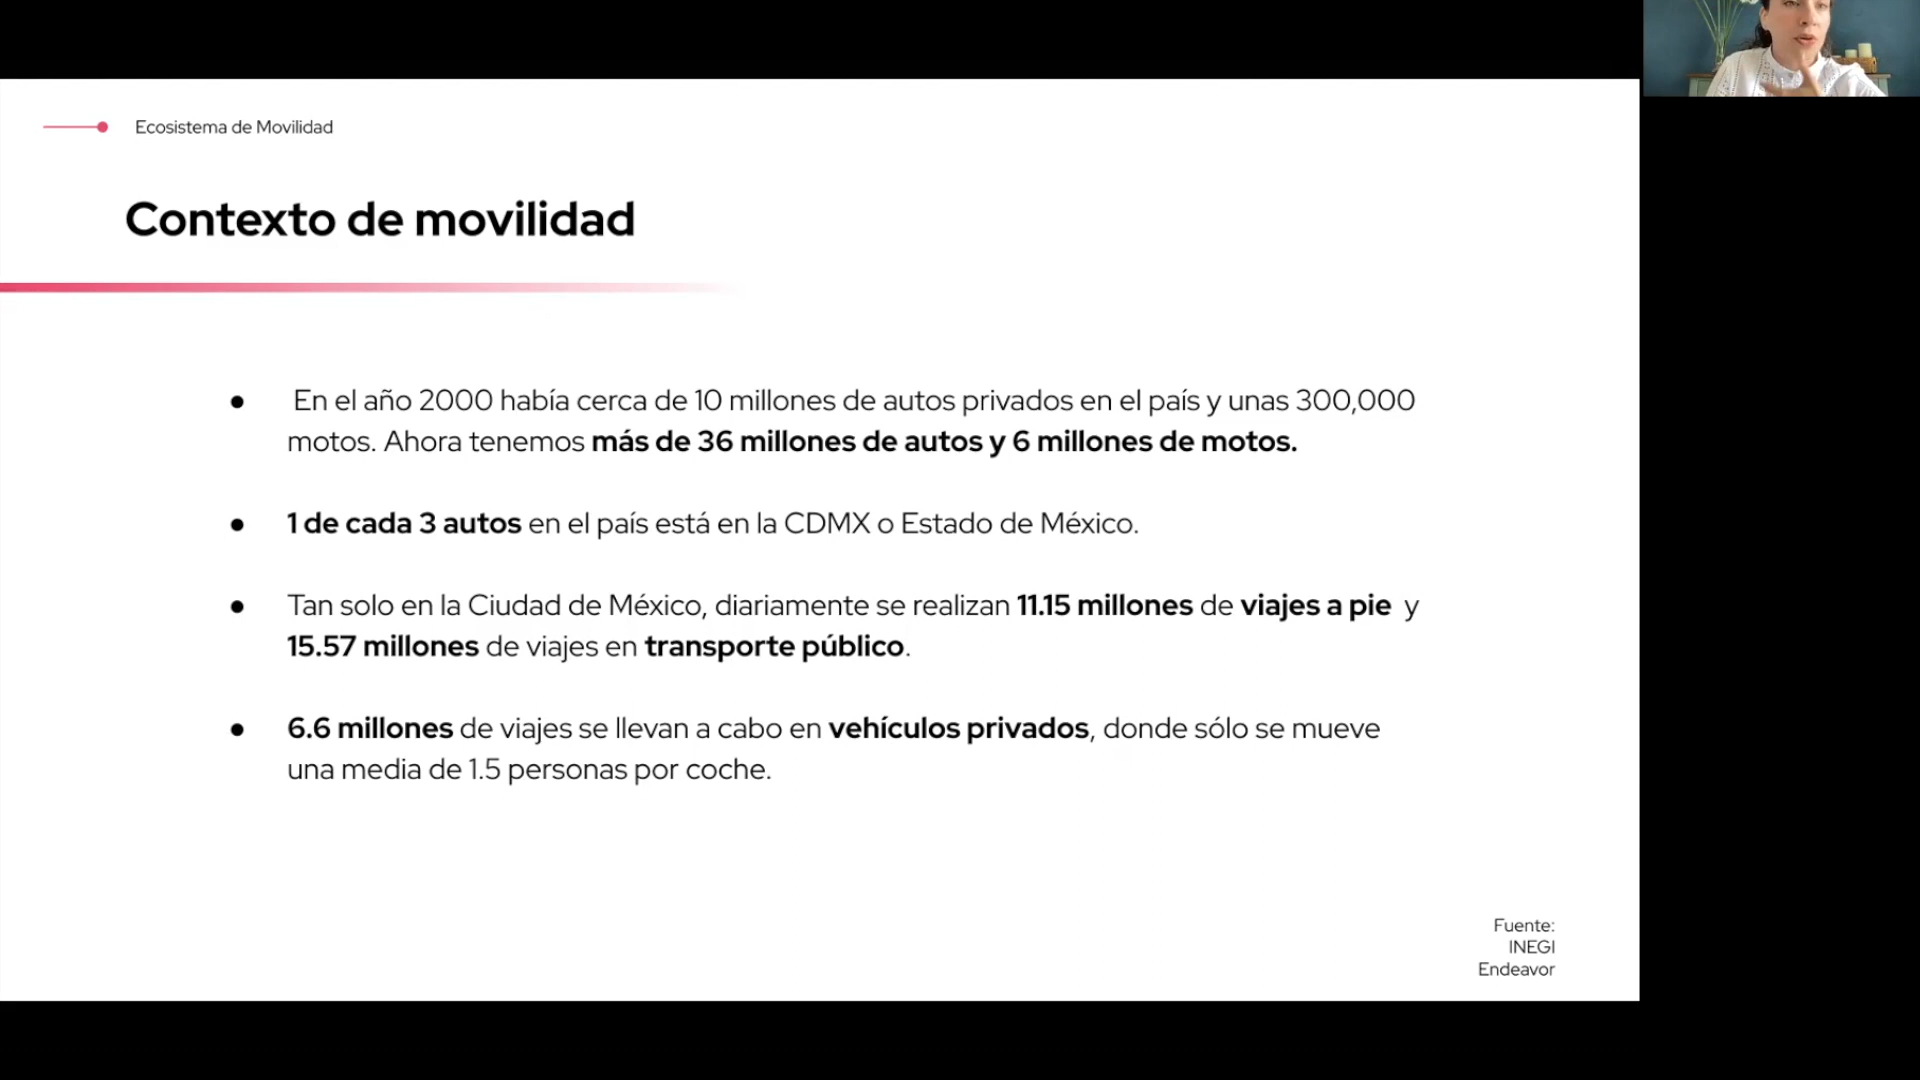 Ecosistema de Movilidad
Contexto de movilidad
● En el año 2000 había cerca de 10 millones de autos privados en el país y unas 300,000
motos. Ahora tenemos más de 36 millones de autos y 6 millones de motos.
● 1 de cada 3 autos en el país está en la CDMX o Estado de México.
● Tan solo en la Ciudad de México, diariamente se realizan 11.15 millones de viajes a pie y
15.57 millones de viajes en transporte público.
● 6.6 millones de viajes se llevan a cabo en vehículos privados, donde sólo se mueve
una media de 1.5 personas por coche.
Fuente:
INEGI
Endeavor